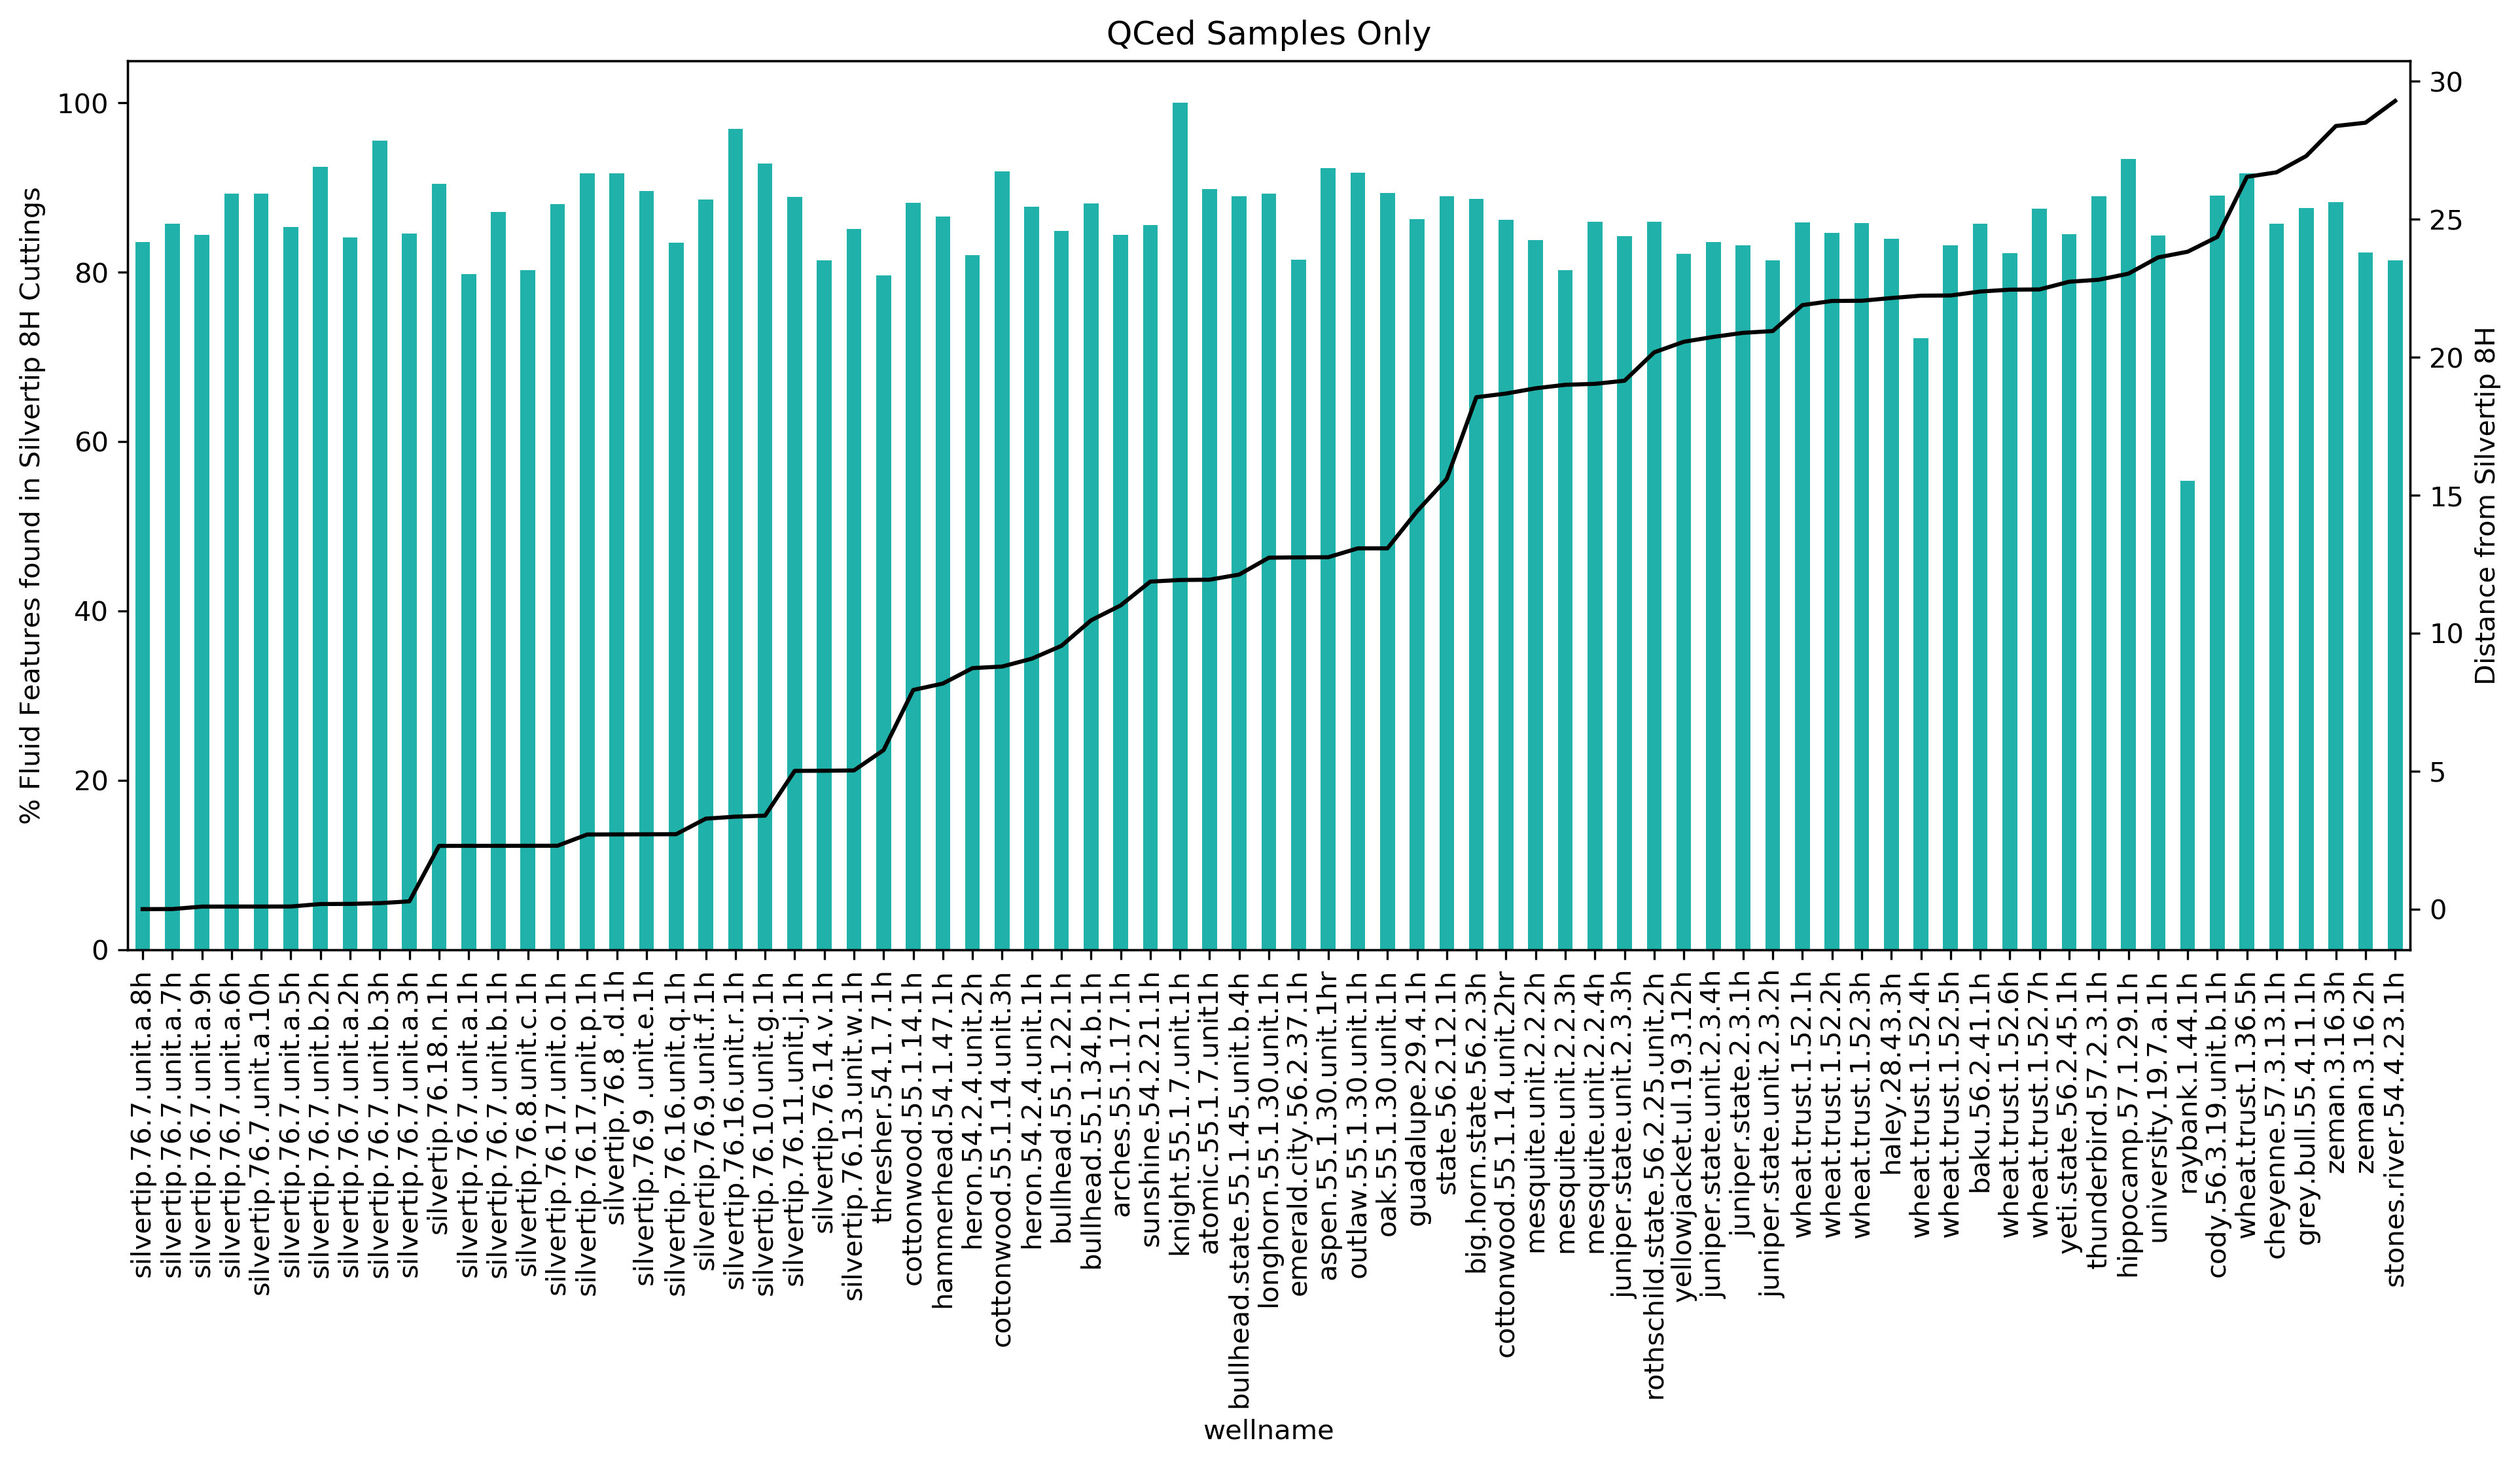 QCed Samples Only
% Fluid Features found in Silvertip 8H Cuttings
100
80
60
40
20
0
30
25
20
15
10
5
0
Distance from Silvertip 8H
silvertip.76.7.unit.a.8h
silvertip.76.7.unit.a.7h
silvertip.76.7.unit.a.9h
silvertip.76.7.unit.a.6h
silvertip.76.7.unit.a.10h
silvertip.76.7.unit.a.5h
silvertip.76.7.unit.b.2h
silvertip.76.7.unit.a.2h
silvertip.76.7.unit.b.3h
silvertip.76.7.unit.a.3h
silvertip.76.18.n.1h
silvertip.76.7.unit.a.1h
silvertip.76.7.unit.b.1h
silvertip.76.8.unit.c.1h
silvertip.76.17.unit.o.1h
silvertip.76.17.unit.p.1h
silvertip.76.8 .d.1h
silvertip.76.9 .unit.e.1h
silvertip.76.16.unit.q.1h
silvertip.76.9.unit.f.1h
silvertip.76.16.unit.r.1h
silvertip.76.10.unit.g.1h
silvertip.76.11.unit.j.1h
silvertip.76.14.v.1h
silvertip.76.13.unit.w.1h
thresher.54.1.7.1h
cottonwood.55.1.14.1h
hammerhead.54.1.47.1h
heron.54.2.4.unit.2h
cottonwood.55.1.14.unit.3h
heron.54.2.4.unit.1h
bullhead.55.1.22.1h
bullhead.55.1.34.b.1h
arches.55.1.17.1h
sunshine.54.2.21.1h
knight.55.1.7.unit.1h
atomic.55.1.7.unit1h
bullhead.state.55.1.45.unit.b.4h
longhorn.55.1.30.unit.1h
emerald.city.56.2.37.1h
aspen.55.1.30.unit.1hr
outlaw.55.1.30.unit.1h
oak.55.1.30.unit.1h
guadalupe.29.4.1h
state.56.2.12.1h
big.horn.state.56.2.3h
cottonwood.55.1.14.unit.2hr
mesquite.unit.2.2.2h
mesquite.unit.2.2.3h
mesquite.unit.2.2.4h
juniper.state.unit.2.3.3h
rothschild.state.56.2.25.unit.2h
yellowjacket.ul.19.3.12h
juniper.state.unit.2.3.4h
juniper.state.2.3.1h
juniper.state.unit.2.3.2h
wheat.trust.1.52.1h
wheat.trust.1.52.2h
wheat.trust.1.52.3h
haley.28.43.3h
wheat.trust.1.52.4h
wheat.trust.1.52.5h
baku.56.2.41.1h
wheat.trust.1.52.6h
wheat.trust.1.52.7h
yeti.state.56.2.45.1h
thunderbird.57.2.3.1h
hippocamp.57.1.29.1h
university.19.7.a.1h
raybank.1.44.1h
cody.56.3.19.unit.b.1h
wheat.trust.1.36.5h
cheyenne.57.3.13.1h
grey.bull.55.4.11.1h
zeman.3.16.3h
zeman.3.16.2h
stones.river.54.4.23.1h
wellname